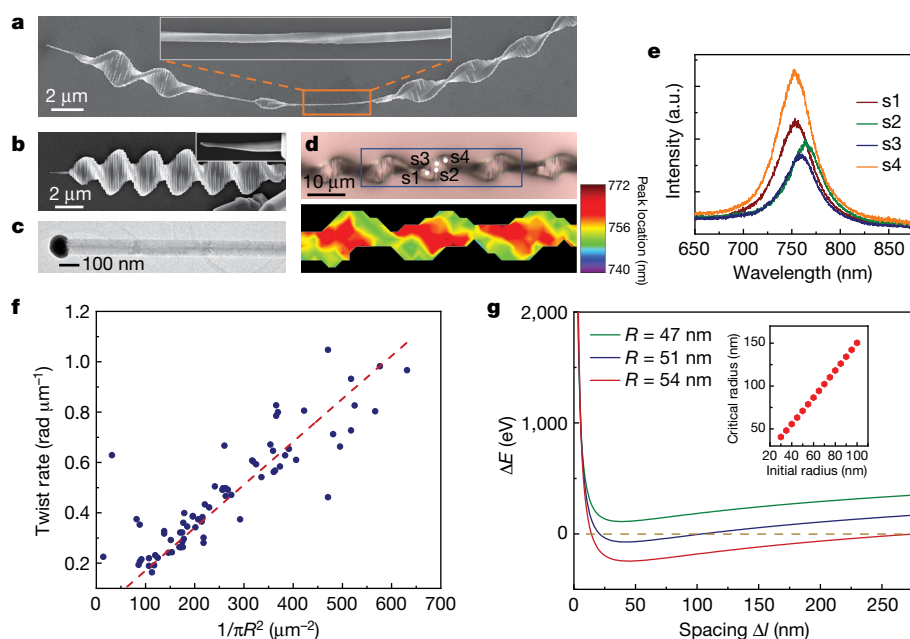 a
2 μm
b
2 μm
c
100 nm
d
s3
s4
s1
s2
10 μm
772
756
740
Peak location
(nm)
e
Intensity (a.u.)
s1
s2
s3
s4
650
700
750
800
850
Wavelength (nm)
f
Twist rate (rad μm⁻¹)
1.2
1.0
0.8
0.6
0.4
0.2
0
100
200
300
400
500
600
700
1/πR² (μm⁻²)
g
ΔE (eV)
2,000
1,000
0
R = 47 nm
R = 51 nm
R = 54 nm
Critical radius (nm)
150
100
50
20
40
60
80
100
Initial radius (nm)
0
50
100
150
200
250
Spacing Δl (nm)